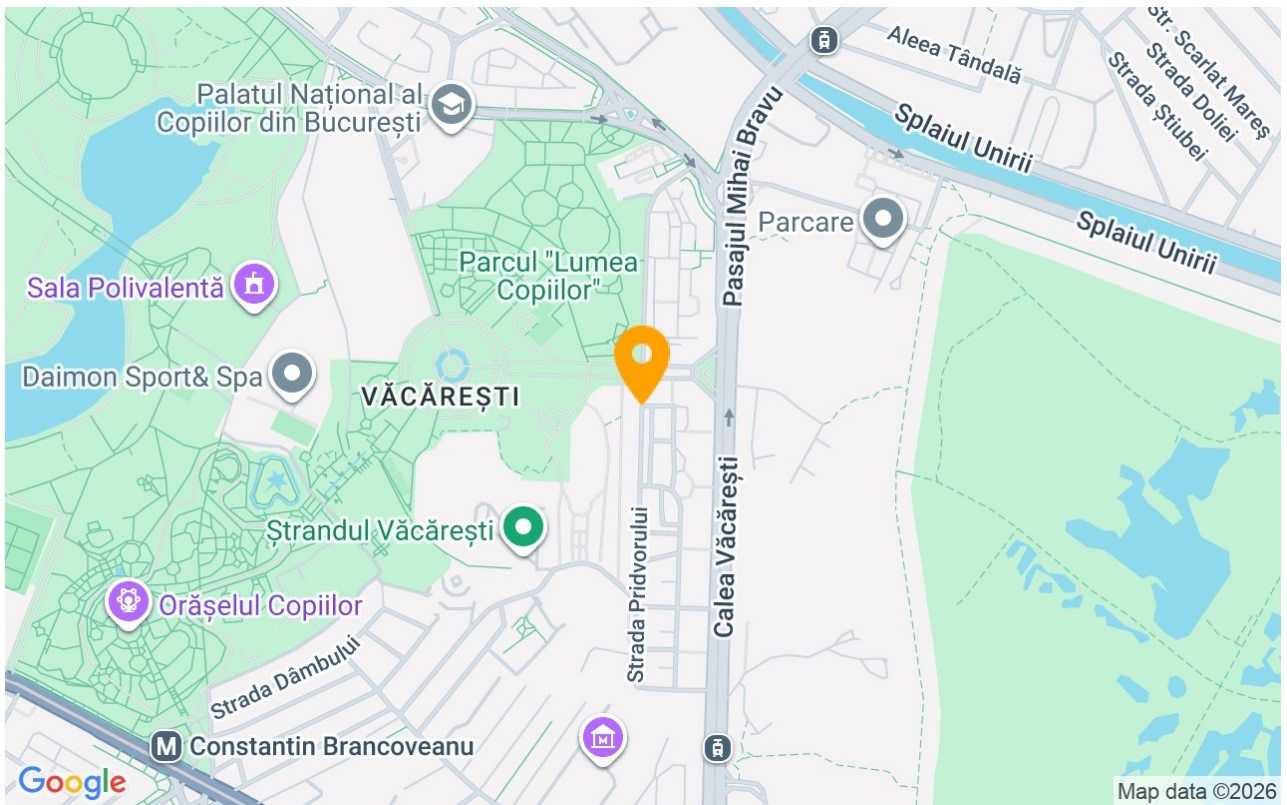 Str. Scarlat Mareș
Strada Doliei
Strada Știubei
Aleea Tândală
Palatul Național al
Copiilor din București
Splaiul Unirii
Pasajul Mihai Bravu
Parcare
Splaiul Unirii
Parcul "Lumea
Copiilor"
Sala Polivalentă
Daimon Sport& Spa
VĂCĂREȘTI
Calea Văcărești
Ștrandul Văcărești
Strada Pridvorului
Orășelul Copiilor
Strada Dâmbului
M Constantin Brancoveanu
M
Google
Map data ©2026